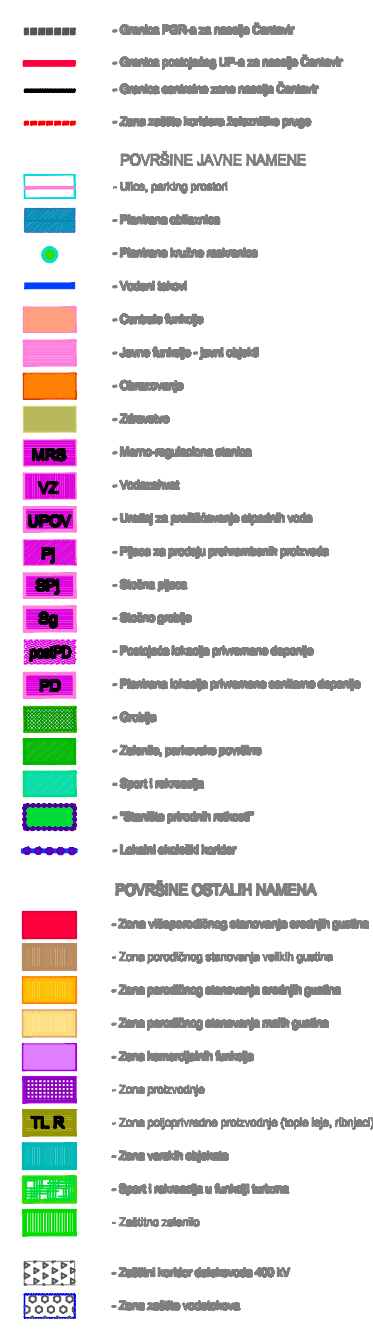 - Granica PGR-a za naselje Čantavir
- Granica postojećeg UP-a za naselje Čantavir
- Granica centralne zone naselja Čantavir
- Zona zaštite koridora železničke pruge
POVRŠINE JAVNE NAMENE
- Ulice, parking prostori
- Planirana obilaznica
- Planirana kružna raskrsnica
- Vodeni tokovi
- Centralne funkcije
- Javne funkcije - javni objekti
- Obrazovanje
- Zdravstvo
MRS - Merno-regulaciona stanica
VZ - Vodozahvat
UPOV - Uređaj za prečišćavanje otpadnih voda
Pj - Pijaca za prodaju prehrambenih proizvoda
SPj - Stočna pijaca
Sg - Stočno groblje
postPD - Postojeća lokacija privremene deponije
PD - Planirana lokacija privremene sanitarne deponije
- Groblje
- Zelenilo, parkovske površine
- Sport i rekreacija
- "Stanište prirodnih retkosti"
- Lokalni ekološki koridor
POVRŠINE OSTALIH NAMENA
- Zona višeporodičnog stanovanja srednjih gustina
- Zona porodičnog stanovanja velikih gustina
- Zona porodičnog stanovanja srednjih gustina
- Zona porodičnog stanovanja malih gustina
- Zona komercijalnih funkcija
- Zona proizvodnje
TL R - Zona poljoprivredne proizvodnje (tople leje, ribnjaci)
- Zona verskih objekata
- Sport i rekreacija u funkciji turizma
- Zaštitno zelenilo
- Zaštitni koridor dalekovoda 400 kV
- Zona zaštite vodotokova